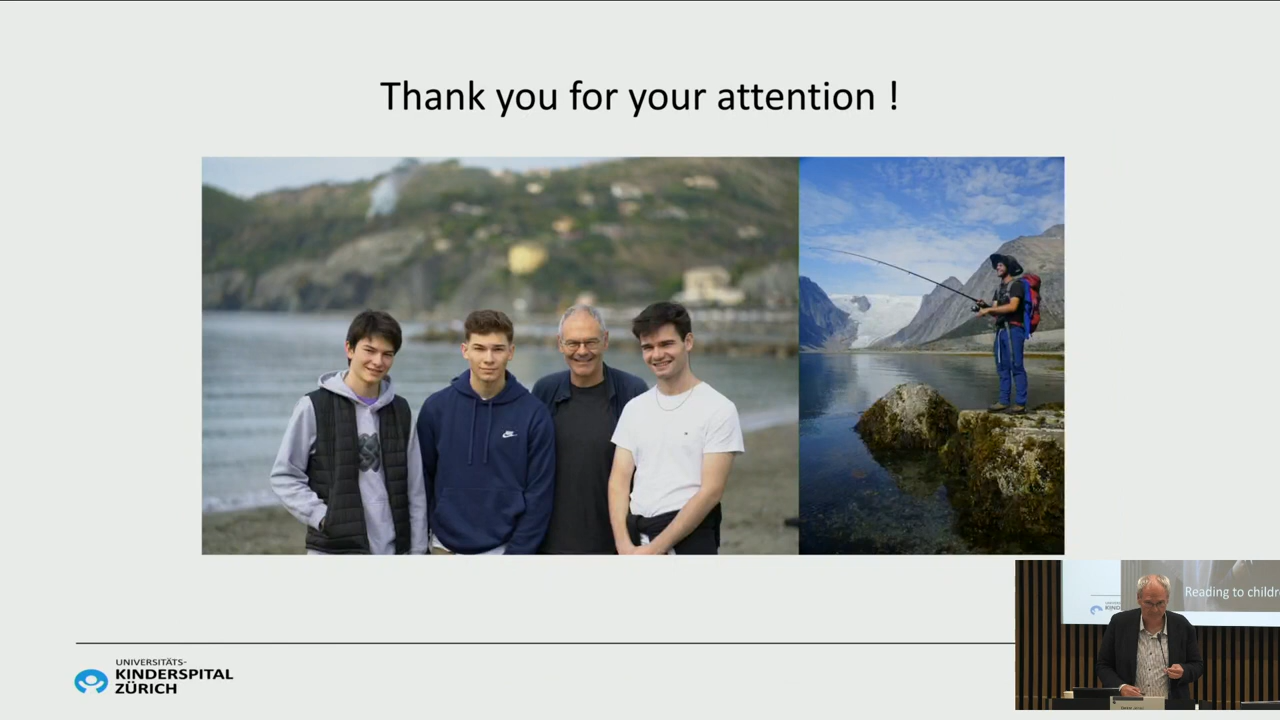 Thank you for your attention !
UNIVERSITÄTS-
KINDERSPITAL
ZÜRICH
Reading to childr